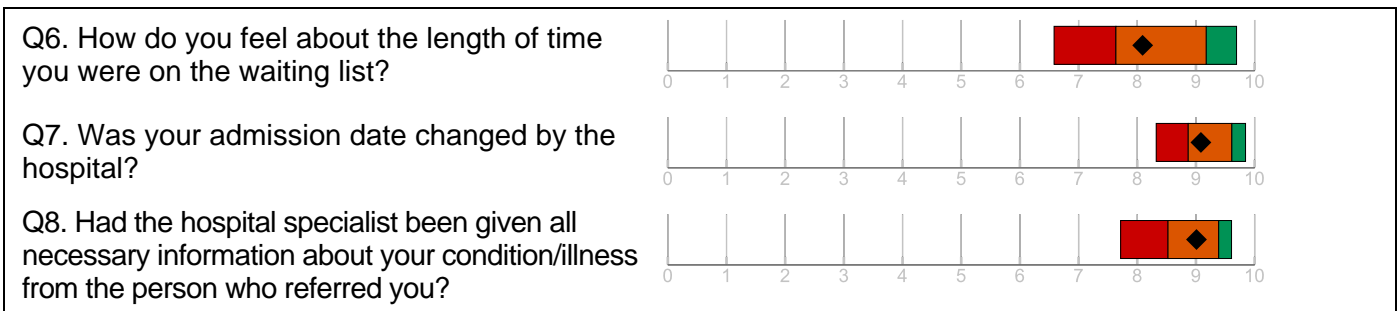 Q6. How do you feel about the length of time
you were on the waiting list?
0 1 2 3 4 5 6 7 8 9 10
Q7. Was your admission date changed by the
hospital?
0 1 2 3 4 5 6 7 8 9 10
Q8. Had the hospital specialist been given all
necessary information about your condition/illness
from the person who referred you?
0 1 2 3 4 5 6 7 8 9 10